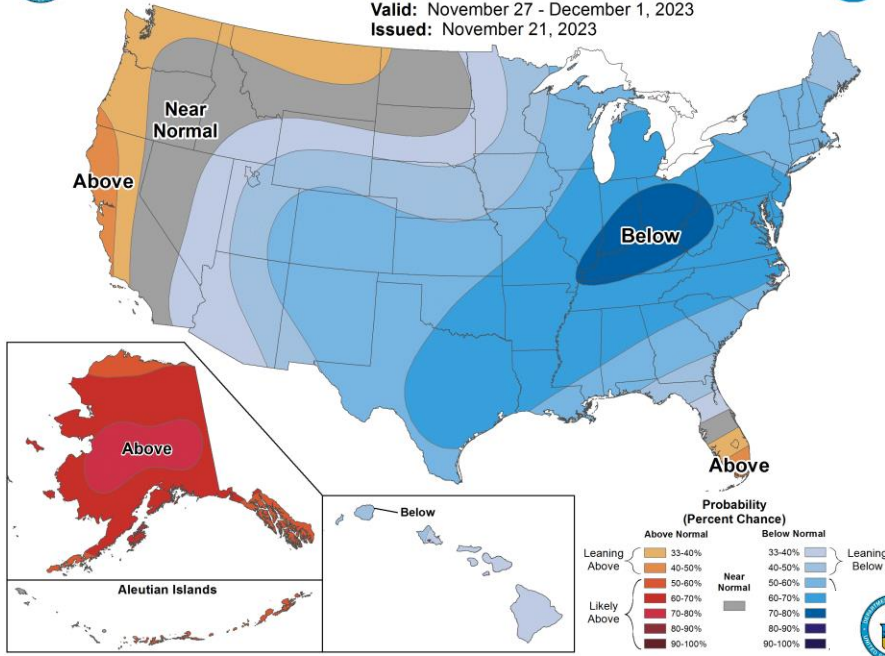 Valid: November 27 - December 1, 2023
Issued: November 21, 2023
Near
Normal
Above
Below
Above
Above
Aleutian Islands
Below
Probability
(Percent Chance)
Above Normal
Below Normal
Leaning
Above
33-40%
40-50%
Likely
Above
50-60%
60-70%
70-80%
80-90%
90-100%
Near
Normal
33-40%
40-50%
Leaning
Below
50-60%
60-70%
70-80%
80-90%
90-100%